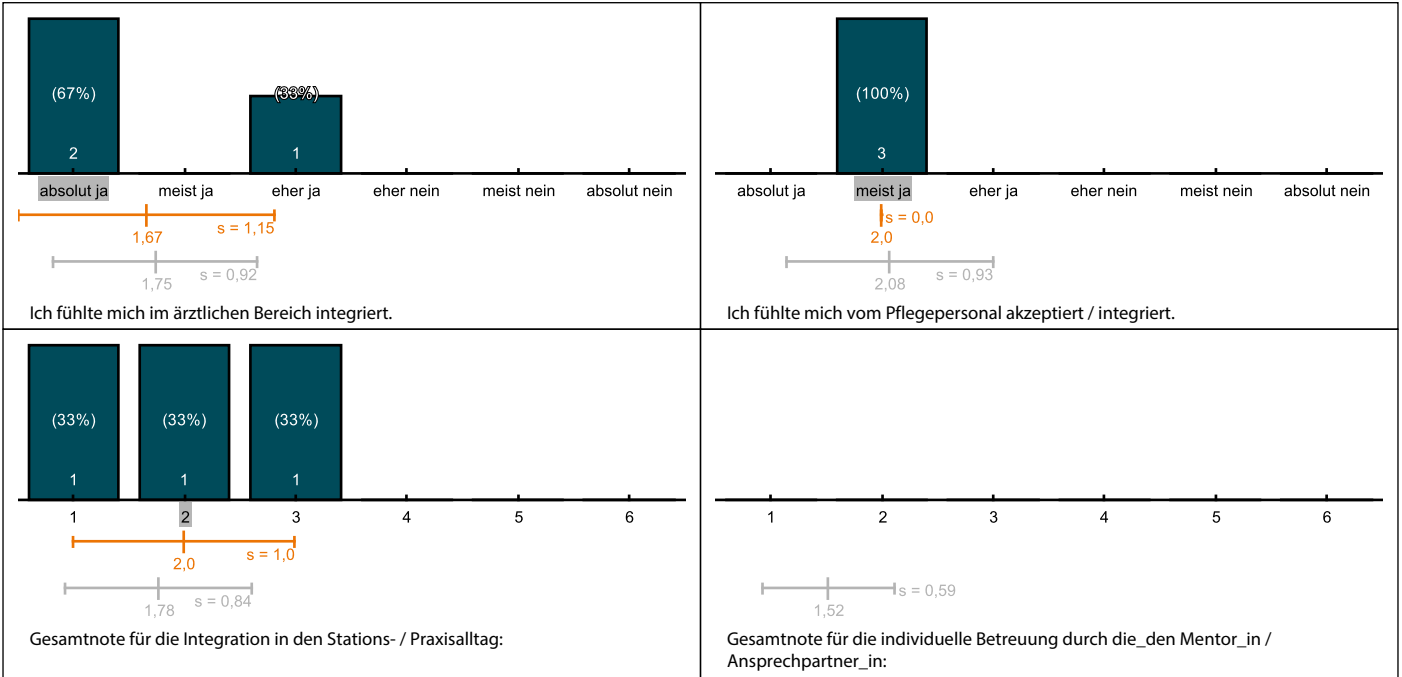 (67%)
2
(33%)
1
absolut ja meist ja eher ja eher nein meist nein absolut nein
s = 1,15
1,67
s = 0,92
1,75
Ich fühlte mich im ärztlichen Bereich integriert.
(100%)
3
absolut ja meist ja eher ja eher nein meist nein absolut nein
s = 0,0
2,0
s = 0,93
2,08
Ich fühlte mich vom Pflegepersonal akzeptiert / integriert.
(33%) (33%) (33%)
1 1 1
1 2 3 4 5 6
s = 1,0
2,0
s = 0,84
1,78
Gesamtnote für die Integration in den Stations- / Praxisalltag:
1 2 3 4 5 6
s = 0,59
1,52
Gesamtnote für die individuelle Betreuung durch die_den Mentor_in /
Ansprechpartner_in: